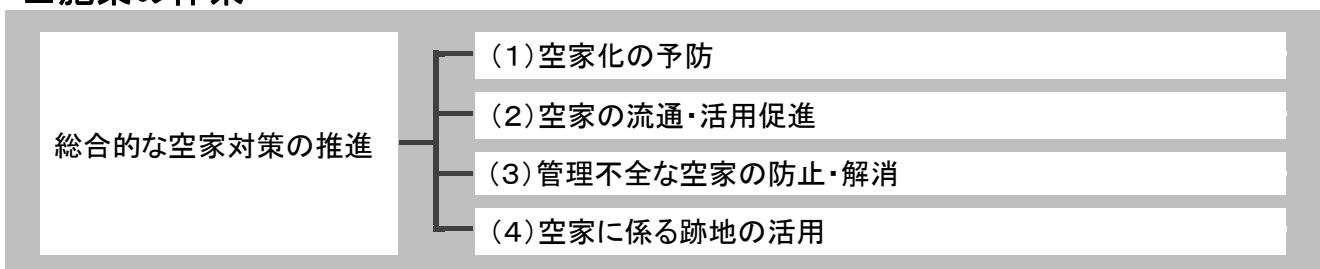 総合的な空家対策の推進
(1)空家化の予防
(2)空家の流通・活用促進
(3)管理不全な空家の防止・解消
(4)空家に係る跡地の活用